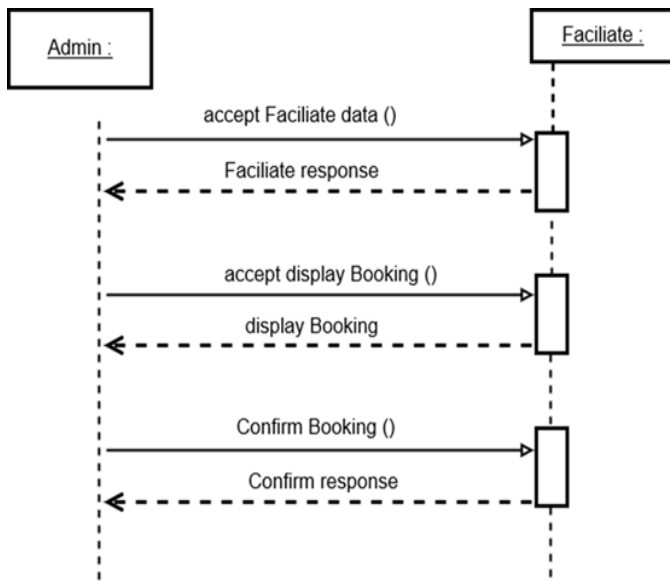 Admin :
Faciliate :
accept Faciliate data ()
Faciliate response
accept display Booking ()
display Booking
Confirm Booking ()
Confirm response